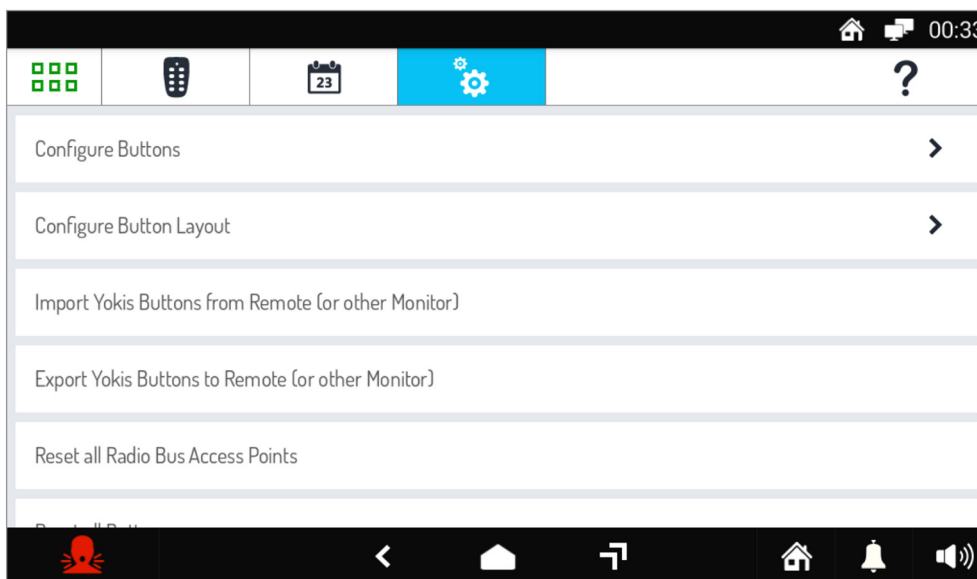 00:33
23
?
Configure Buttons
Configure Button Layout
Import Yokis Buttons from Remote (or other Monitor)
Export Yokis Buttons to Remote (or other Monitor)
Reset all Radio Bus Access Points